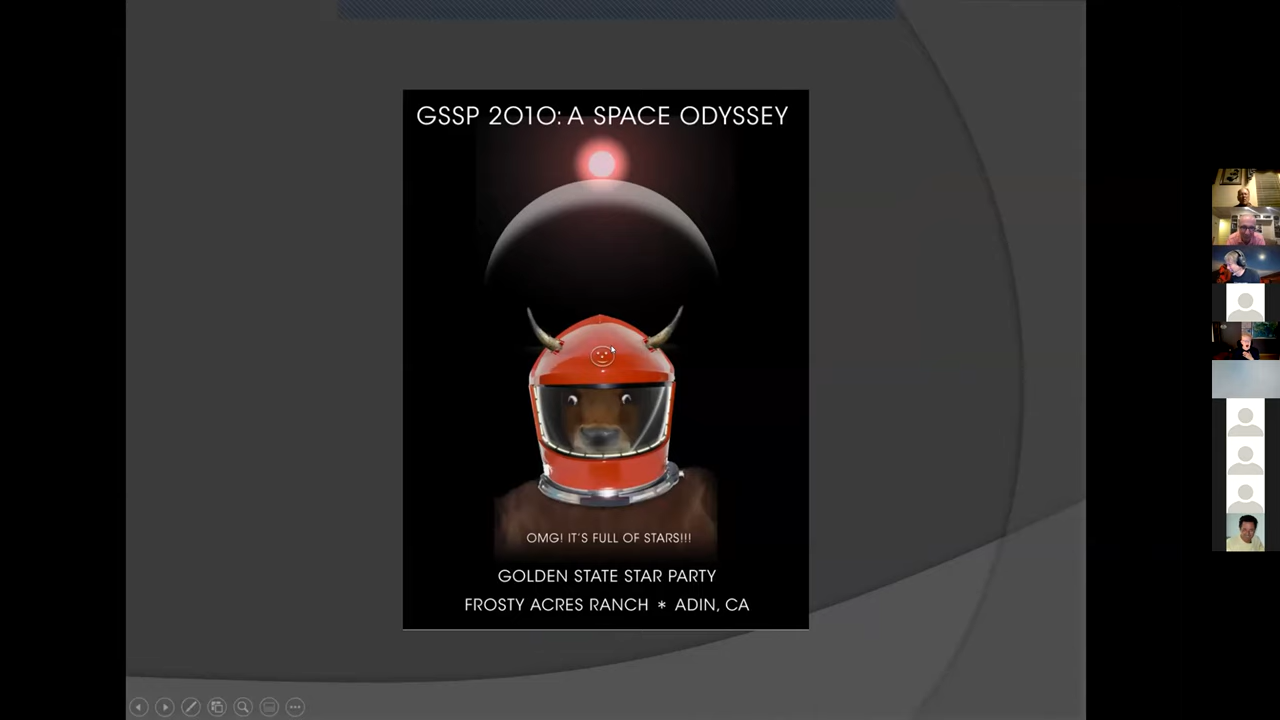 GSSP 2010: A SPACE ODYSSEY
OMG! IT'S FULL OF STARS!!!
GOLDEN STATE STAR PARTY
FROSTY ACRES RANCH * ADIN, CA